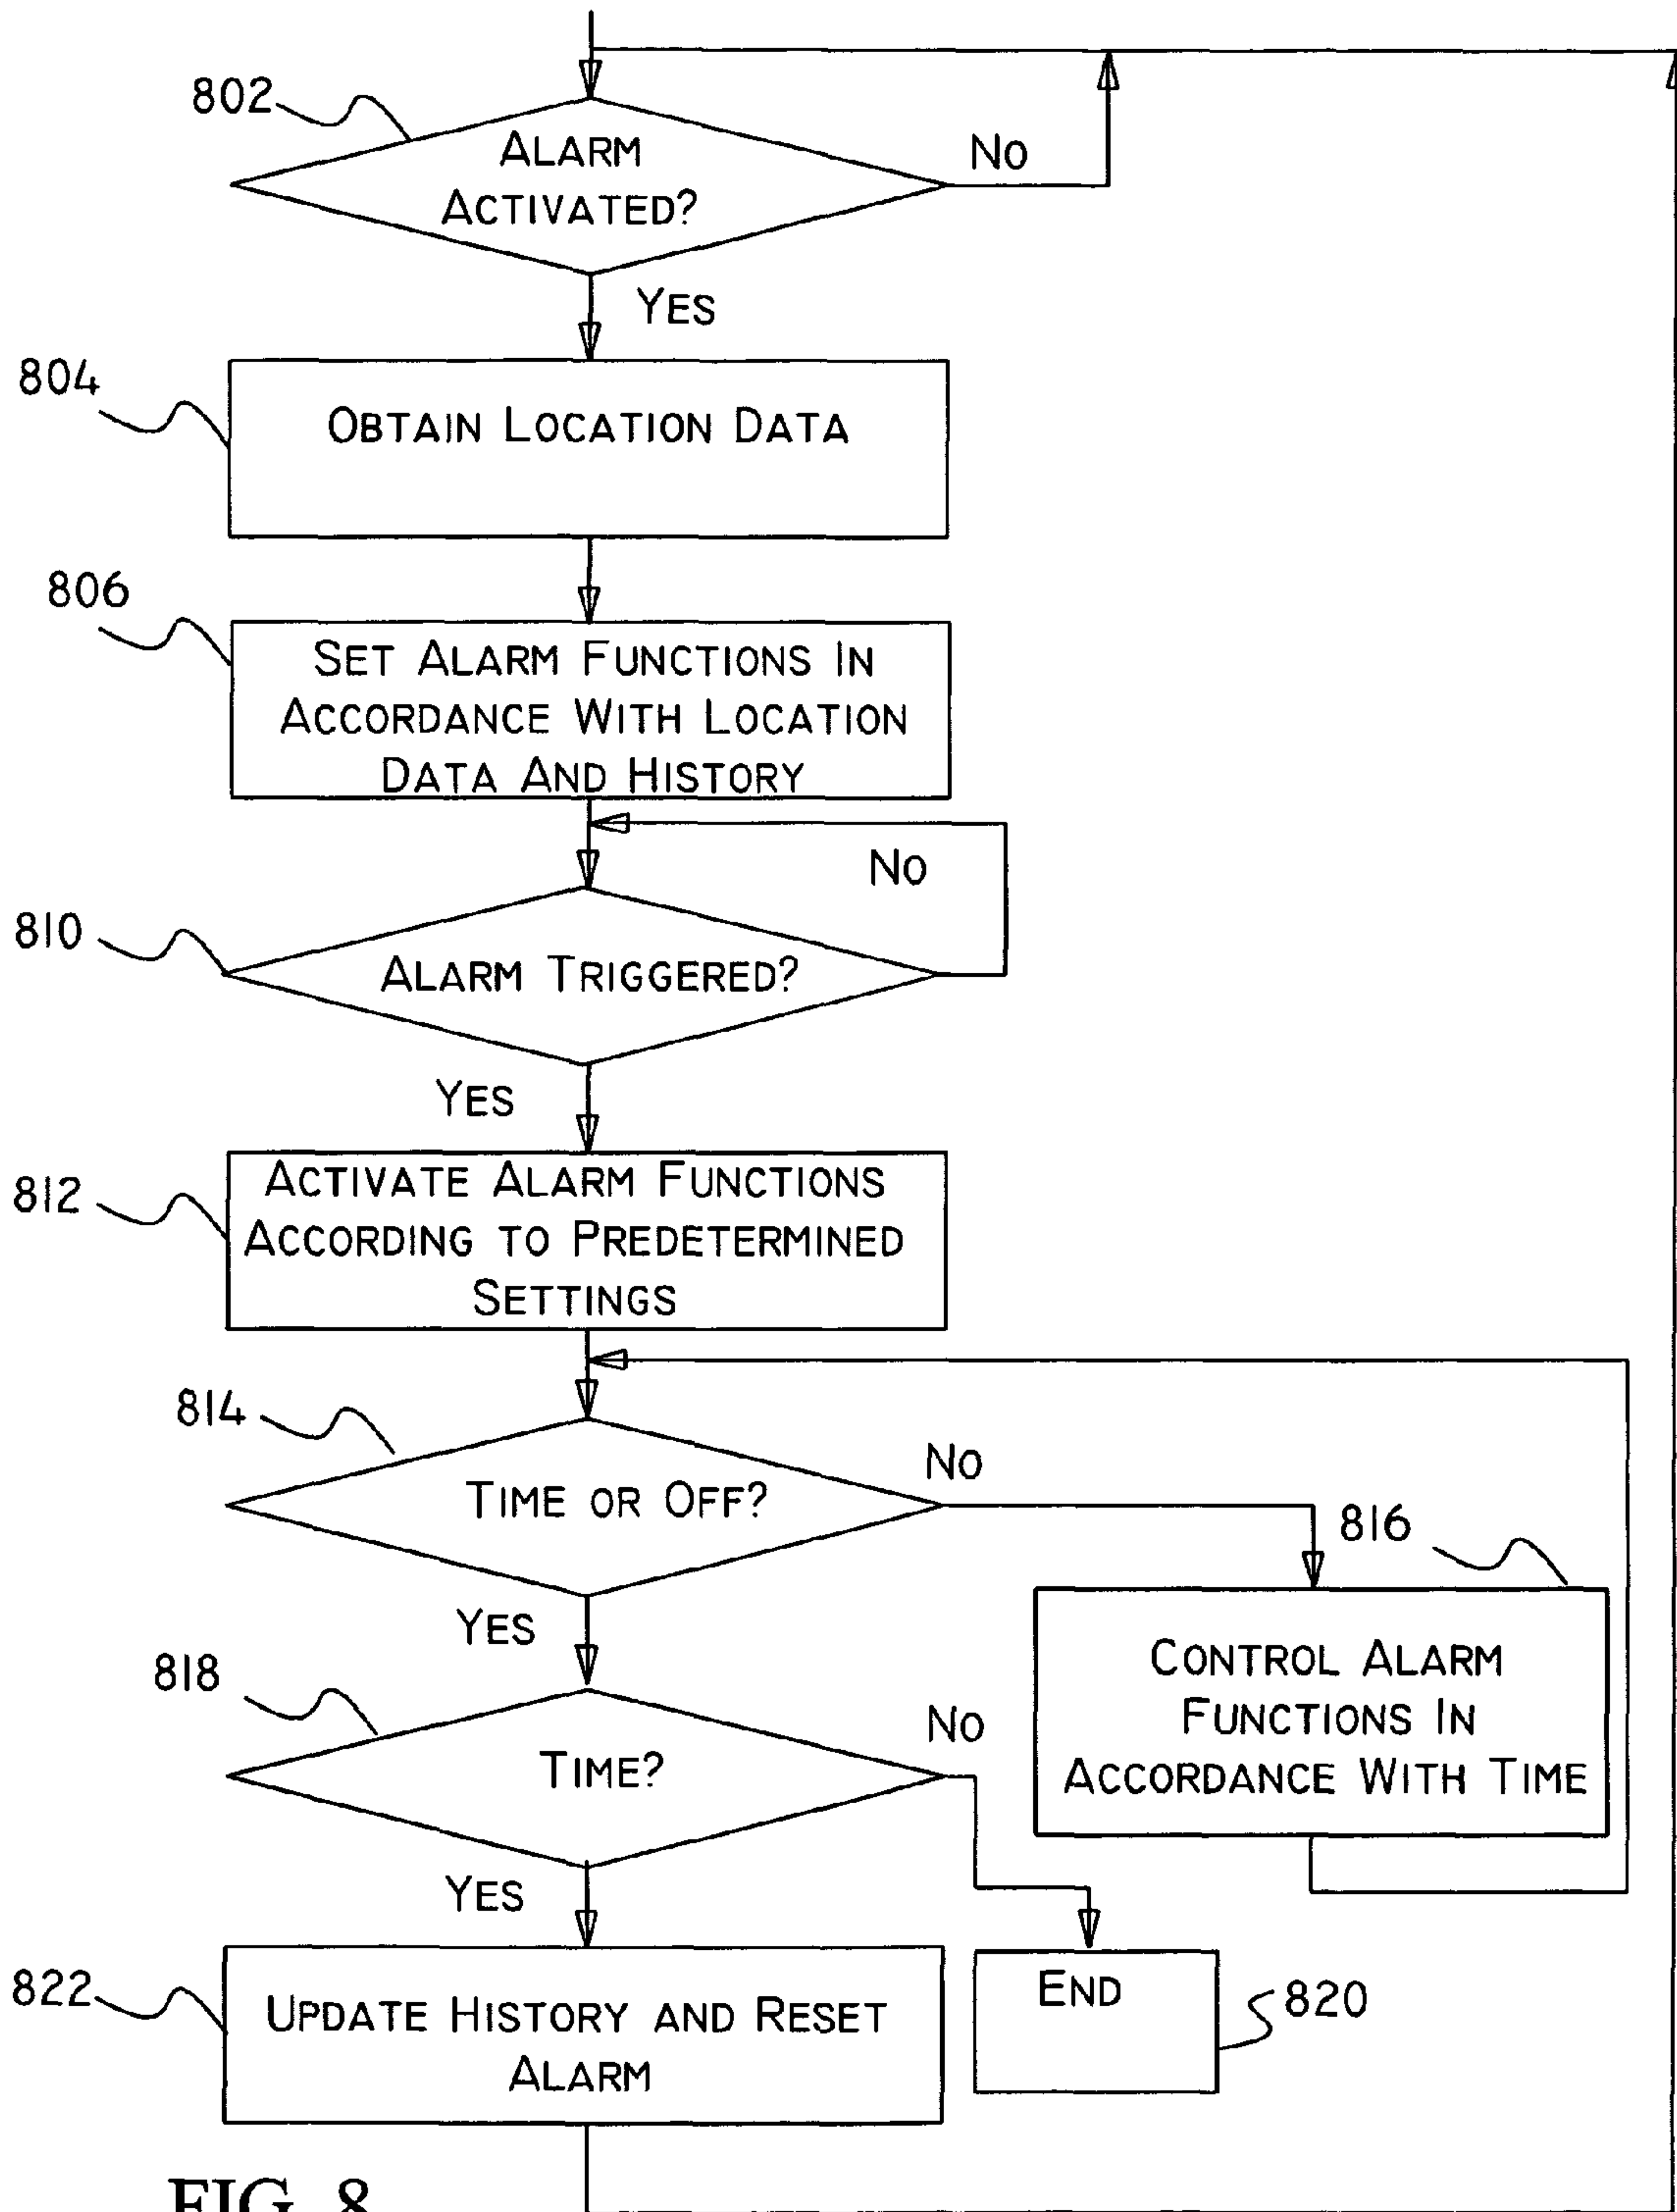 802
ALARM
ACTIVATED?
NO
YES
804
OBTAIN LOCATION DATA
806
SET ALARM FUNCTIONS IN
ACCORDANCE WITH LOCATION
DATA AND HISTORY
NO
810
ALARM TRIGGERED?
YES
812
ACTIVATE ALARM FUNCTIONS
ACCORDING TO PREDETERMINED
SETTINGS
814
TIME OR OFF?
NO
816
YES
CONTROL ALARM
FUNCTIONS IN
ACCORDANCE WITH TIME
818
TIME?
NO
YES
822
UPDATE HISTORY AND RESET
ALARM
END
820
FIG. 8